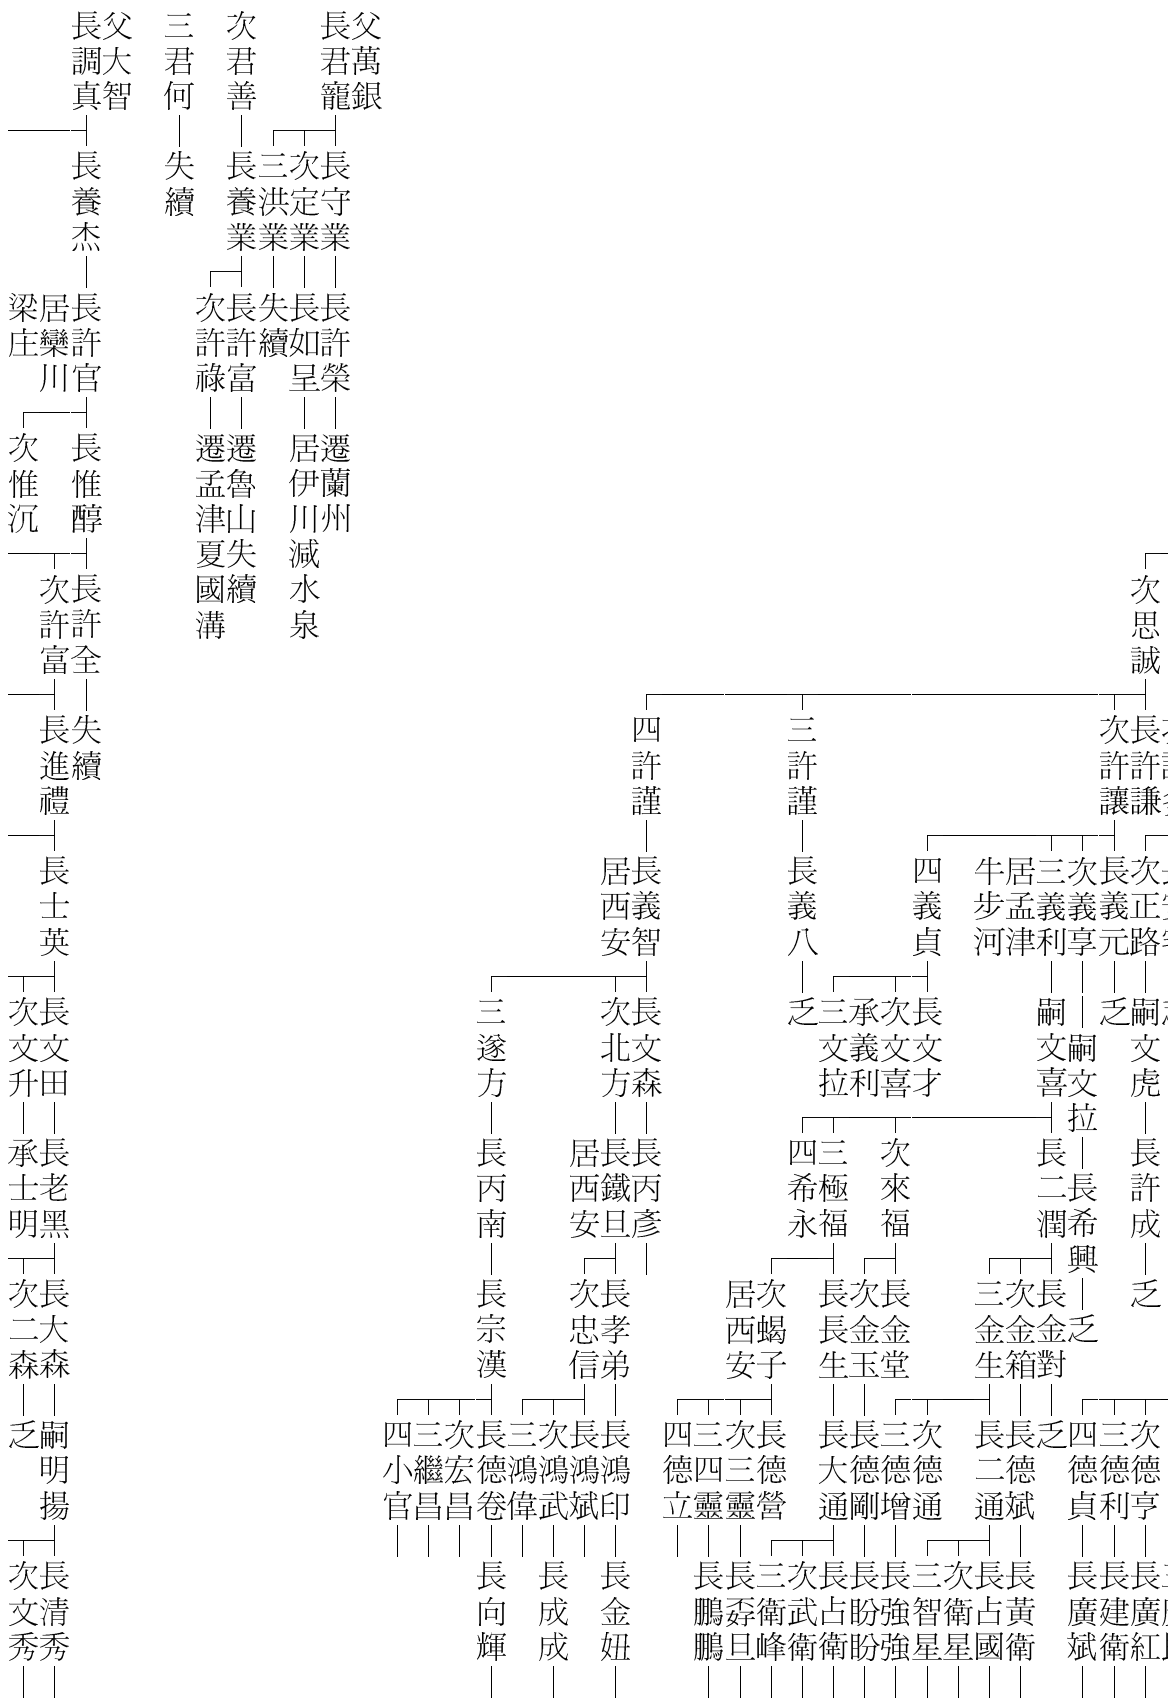 父萬銀
長君寵
次君善
三君何
父大智
長調真
長守業
次定業
三洪業
長養業
失續
長養杰
長許榮
長如呈
失續
長許富
次許祿
長許官
居欒川
梁庄
遷蘭州
居伊川減水泉
遷魯山失續
遷孟津夏國溝
長惟醇
次惟沉
次思誠
長許全
次許富
長許謙
次許讓
三許謹
四許謹
失續
長進禮
次正路
長義元
次義享
三義利
居孟津
牛步河
四義貞
長義八
長義智
居西安
長士英
嗣文虎
乏
嗣文拉
嗣文喜
長文才
次文喜
承義利
三文拉
乏
長文森
次北方
三遂方
長文田
次文升
長許成
長希興
長二潤
次來福
三極福
四希永
長丙彥
長鐵旦
居西安
長丙南
長老黑
承士明
乏
乏
長金對
次金箱
三金生
長金堂
次金玉
長長生
次蝎子
居西安
長孝弟
次忠信
長宗漢
長大森
次二森
次德亨
三德利
四德貞
乏
長德斌
長二通
次德通
三德增
長德剛
長大通
長德營
次三靈
三四靈
四德立
長鴻印
長鴻斌
次鴻武
三鴻偉
長德卷
次宏昌
三繼昌
四小官
嗣明揚
乏
長廣紅
長建衛
長廣斌
長黃衛
長占國
次衛星
三智星
長強強
長盼盼
長占衛
次武衛
三衛峰
長孬旦
長鵬鵬
長金妞
長成成
長向輝
長清秀
次文秀